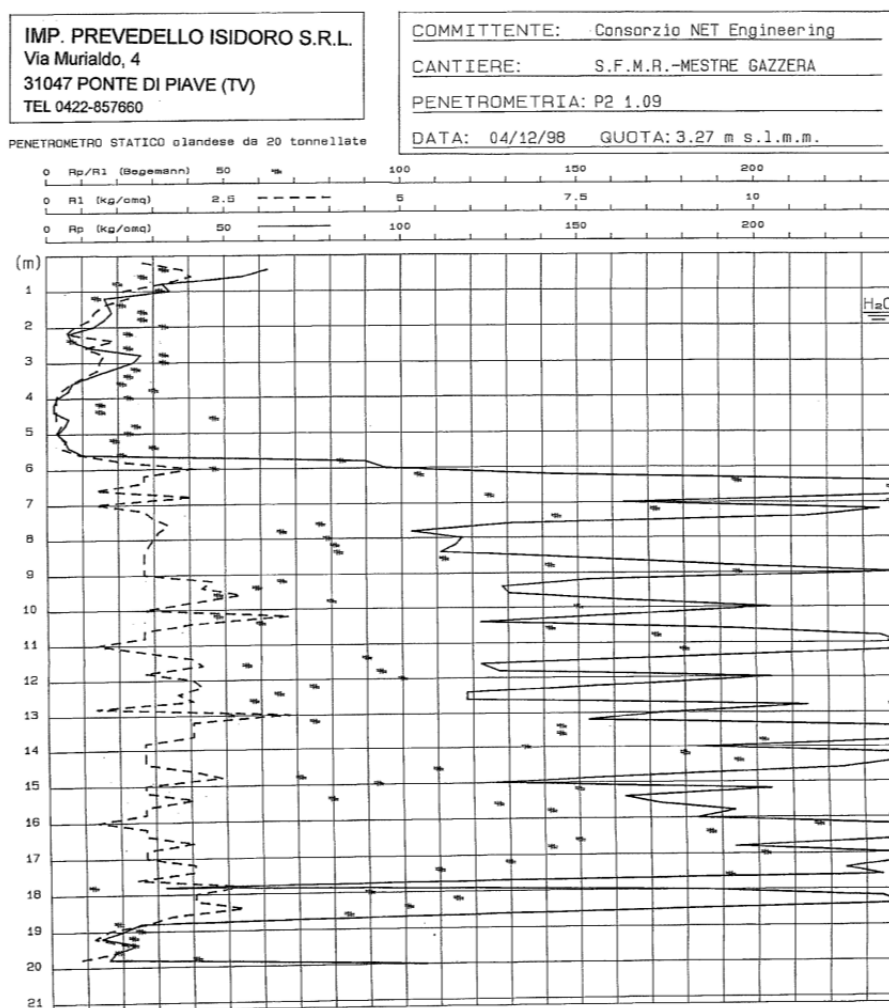 IMP. PREVEDELLO ISIDORO S.R.L.
Via Murialdo, 4
31047 PONTE DI PIAVE (TV)
TEL 0422-857660
PENETROMETRO STATICO olandese da 20 tonnellate
COMMITTENTE: Consorzio NET Engineering
CANTIERE: S.F.M.R.-MESTRE GAZZERA
PENETROMETRIA: P2 1.09
DATA: 04/12/98 QUOTA: 3.27 m s.l.m.m.
0 Rp/Rl (Begemann) 50 100 200
0 Rl (kg/cmq) 2.5 5 7.5 10
0 Rp (kg/cmq) 50 100 200
(m)
H₂O
1
2
3
4
5
6
7
8
9
10
11
12
13
14
15
16
17
18
19
20
21